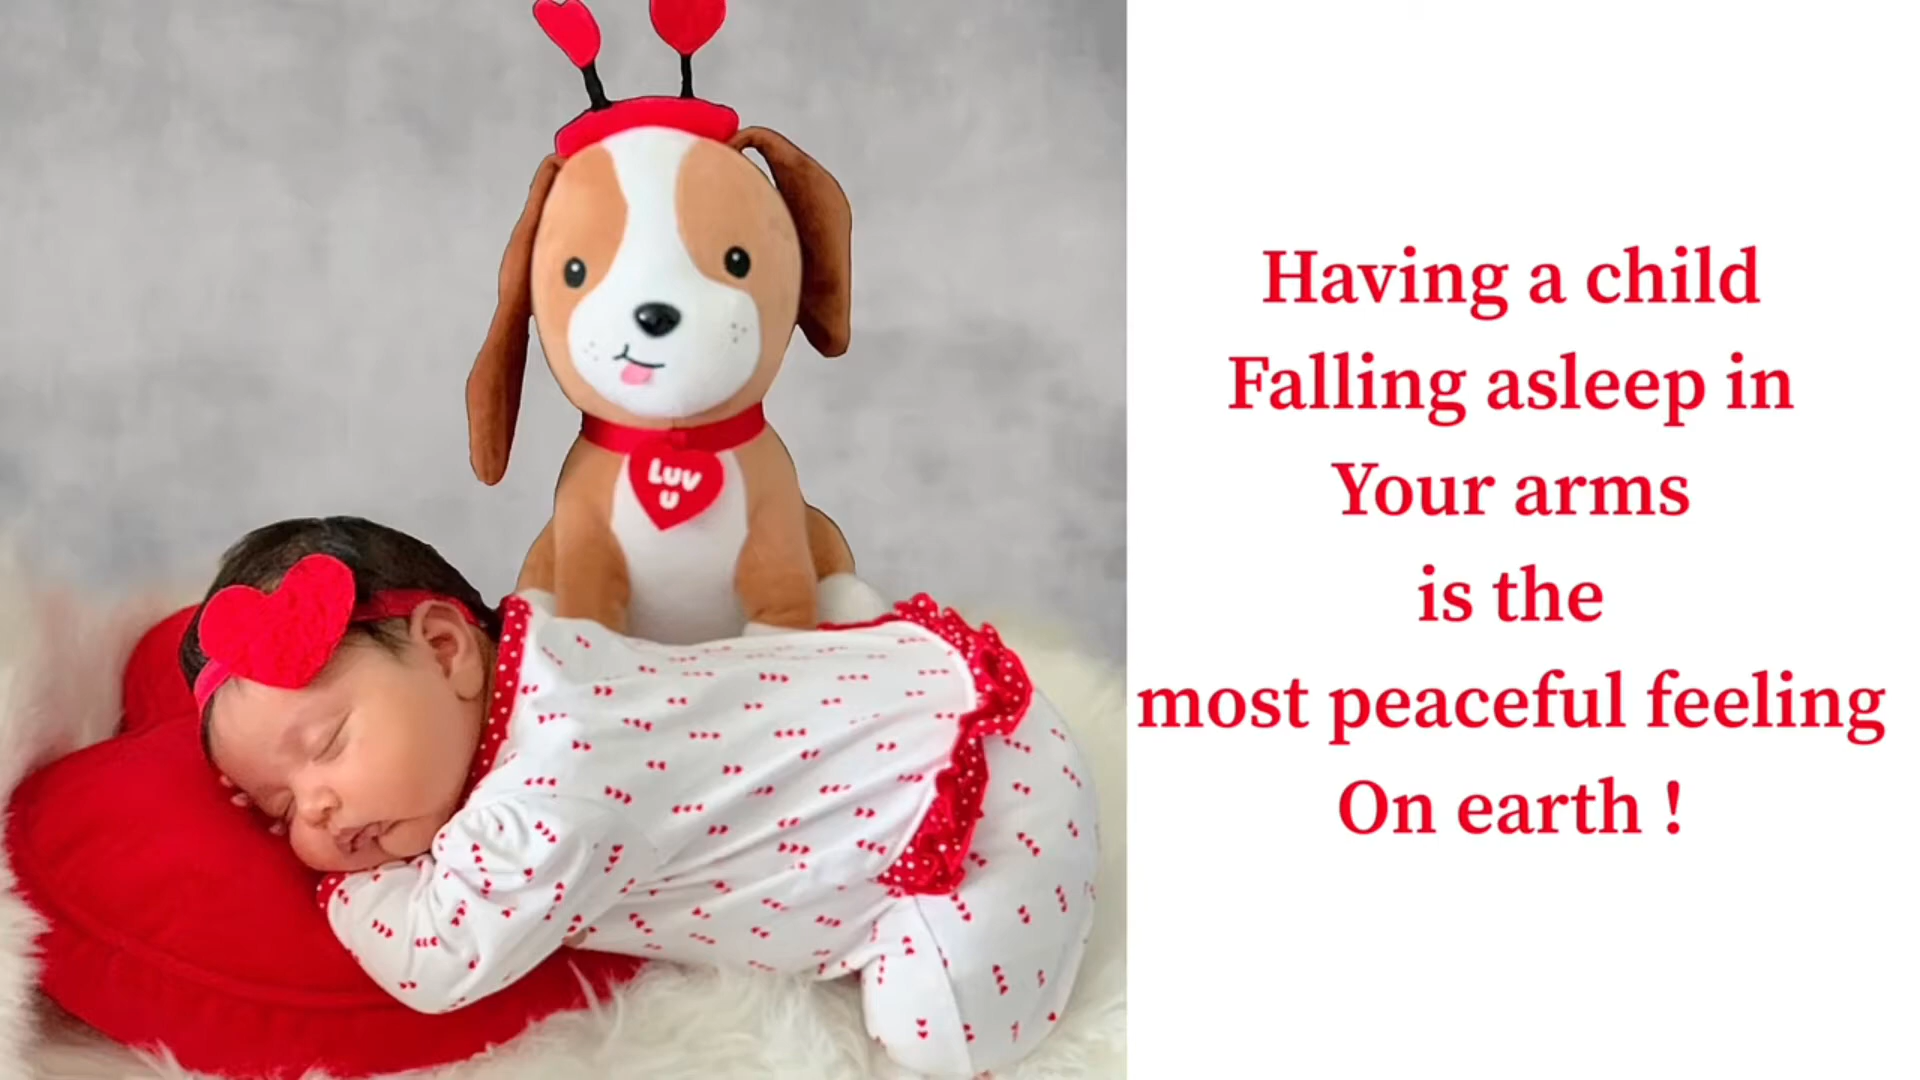 Luv
U
Having a child
Falling asleep in
Your arms
is the
most peaceful feeling
On earth !